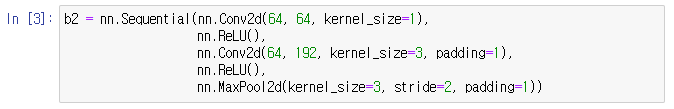 In [3]: b2 = nn.Sequential(nn.Conv2d(64, 64, kernel_size=1),
nn.ReLU(),
nn.Conv2d(64, 192, kernel_size=3, padding=1),
nn.ReLU(),
nn.MaxPool2d(kernel_size=3, stride=2, padding=1))